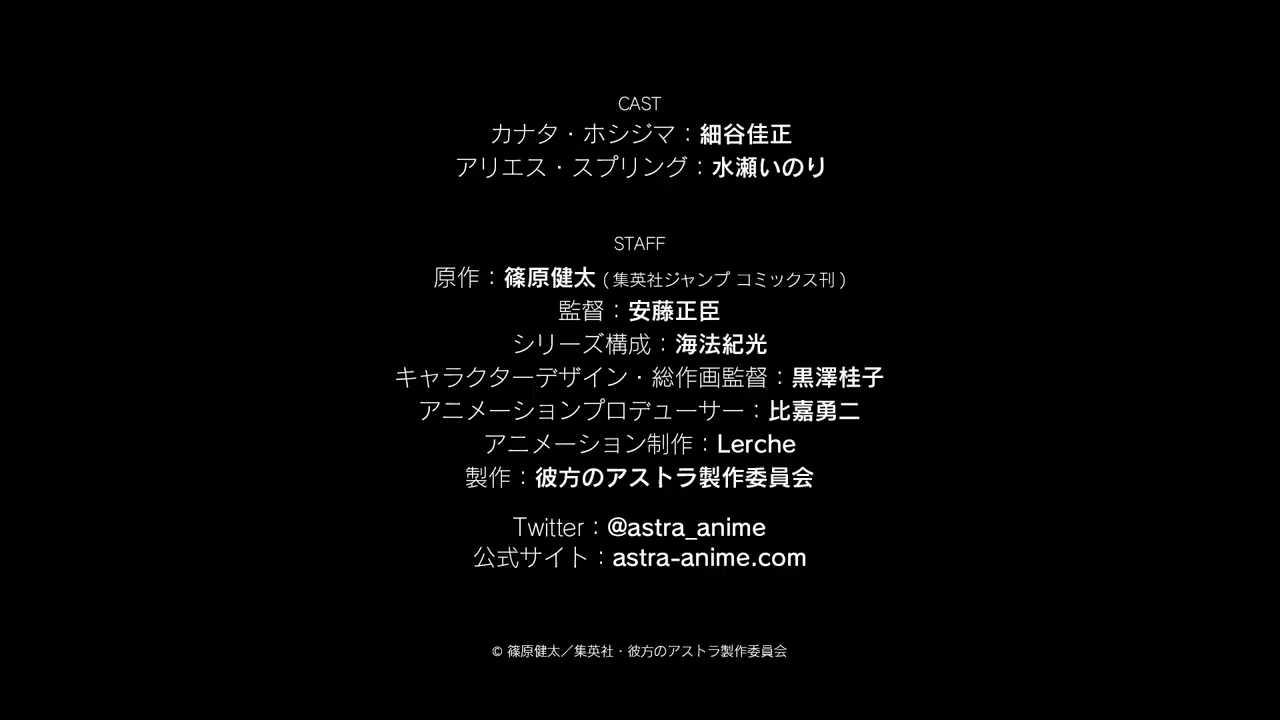 CAST
カナタ・ホシジマ：細谷佳正
アリエス・スプリング：水瀬いのり
STAFF
原作：篠原健太 ( 集英社ジャンプ コミックス刊 )
監督：安藤正臣
シリーズ構成：海法紀光
キャラクターデザイン・総作画監督：黒澤桂子
アニメーションプロデューサー：比嘉勇二
アニメーション制作：Lerche
製作：彼方のアストラ製作委員会
Twitter：@astra_anime
公式サイト：astra-anime.com
© 篠原健太／集英社・彼方のアストラ製作委員会